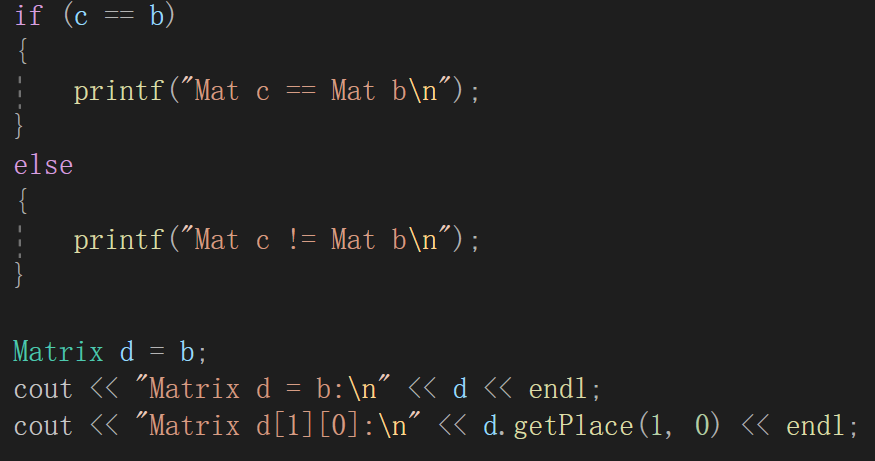 if (c == b)
{
    printf("Mat c == Mat b\n");
}
else
{
    printf("Mat c != Mat b\n");
}
Matrix d = b;
cout << "Matrix d = b:\n" << d << endl;
cout << "Matrix d[1][0]:\n" << d.getPlace(1, 0) << endl;